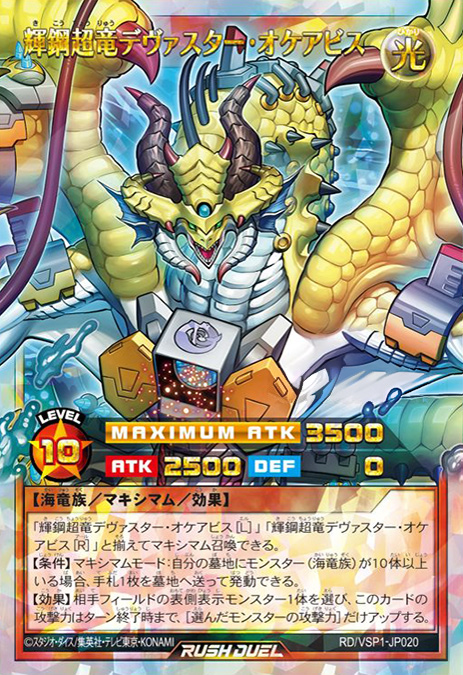 輝鋼超竜デヴァスター・オケアビス 光
LEVEL
10
MAXIMUM ATK 3500
ATK 2500 DEF 0
【海竜族／マキシマム／効果】
「輝鋼超竜デヴァスター・オケアビス[L]」「輝鋼超竜デヴァスター・オケ
アビス[R]」と揃えてマキシマム召喚できる。
【条件】マキシマムモード:自分の墓地にモンスター(海竜族)が10体以上
いる場合、手札1枚を墓地へ送って発動できる。
【効果】相手フィールドの表側表示モンスター1体を選び、このカードの
攻撃力はターン終了時まで、［選んだモンスターの攻撃力］だけアップする。
©スタジオ・ダイス/集英社・テレビ東京・KONAMI
RUSH DUEL
RD/VSP1-JP020